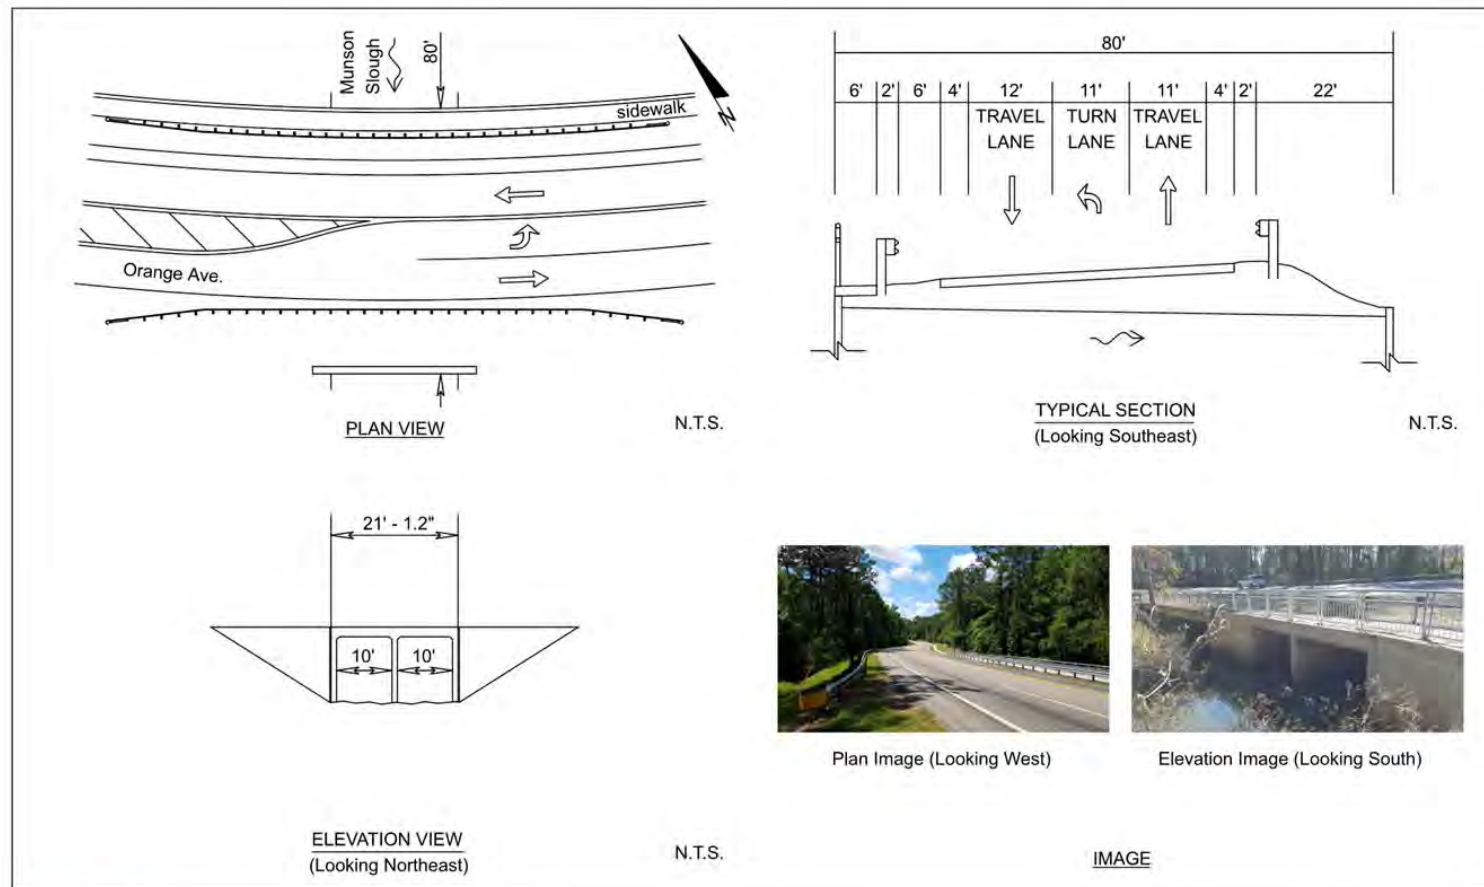 Munson
Slough
80'
sidewalk
N
Orange Ave.
PLAN VIEW
N.T.S.
80'
6' 2' 6' 4' 12' 11' 11' 4' 2' 22'
TRAVEL LANE
TURN LANE
TRAVEL LANE
TYPICAL SECTION
(Looking Southeast)
N.T.S.
21' - 1.2"
10' 10'
ELEVATION VIEW
(Looking Northeast)
N.T.S.
Plan Image (Looking West)
Elevation Image (Looking South)
IMAGE